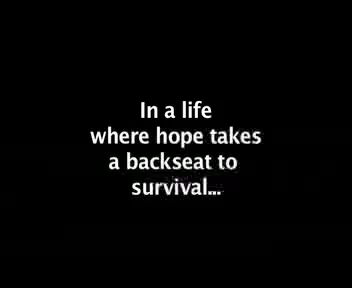 In a life
where hope takes
a backseat to
survival...